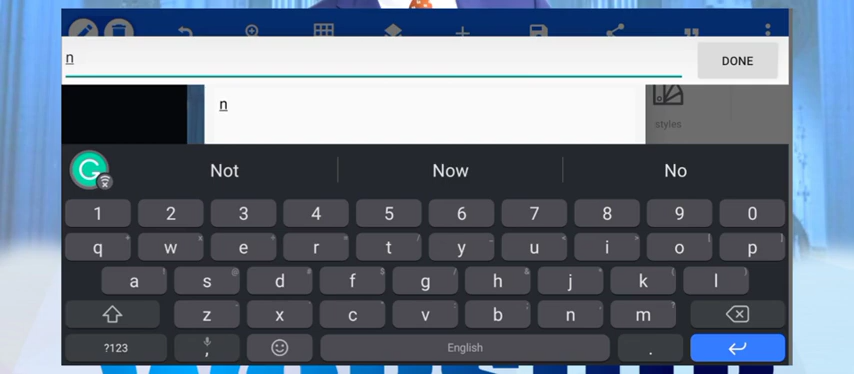 n
DONE
n
styles
Not Now No
1 2 3 4 5 6 7 8 9 0
q w e r t y u i o p
a s d f g h j k l
z x c v b n m
?123 , English .